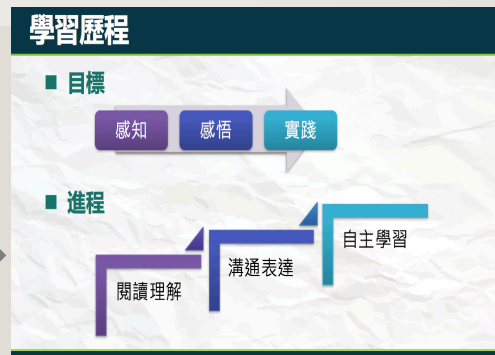 學習歷程
目標
感知 感悟 實踐
進程
自主學習
溝通表達
閱讀理解